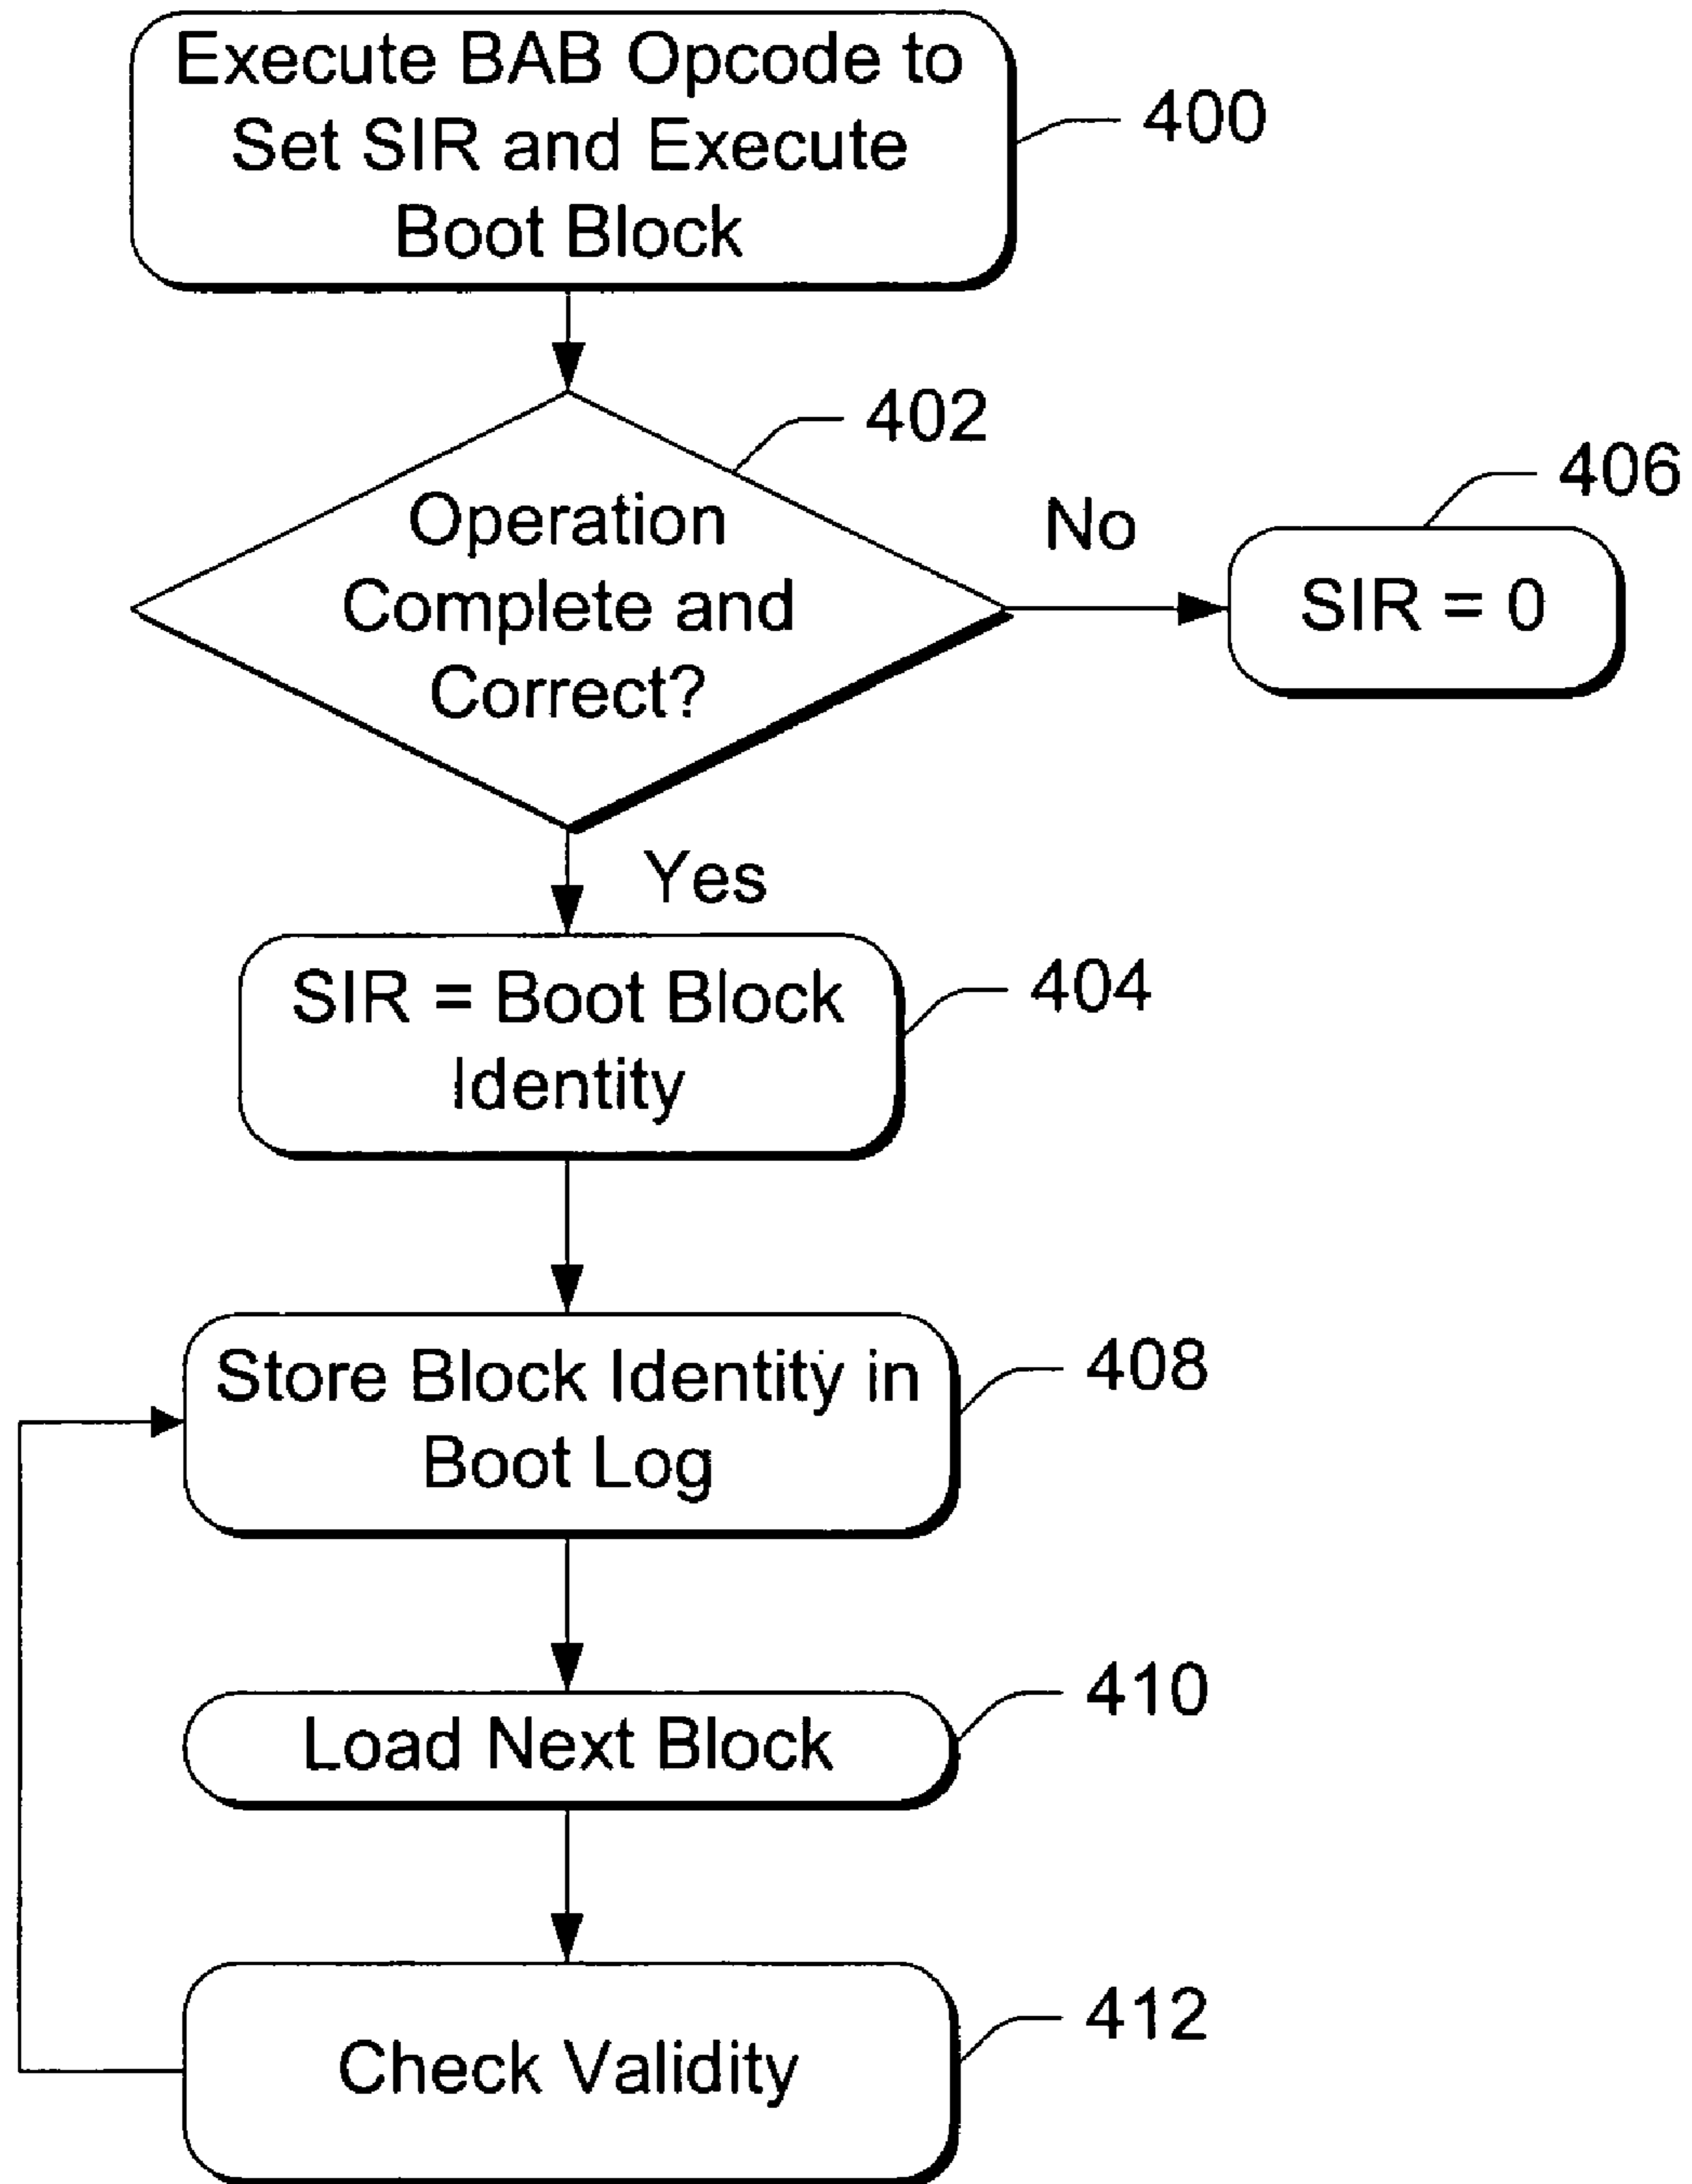 Execute BAB Opcode to
Set SIR and Execute
Boot Block
400
402
Operation
Complete and
Correct?
No
406
SIR = 0
Yes
SIR = Boot Block
Identity
404
Store Block Identity in
Boot Log
408
Load Next Block
410
Check Validity
412